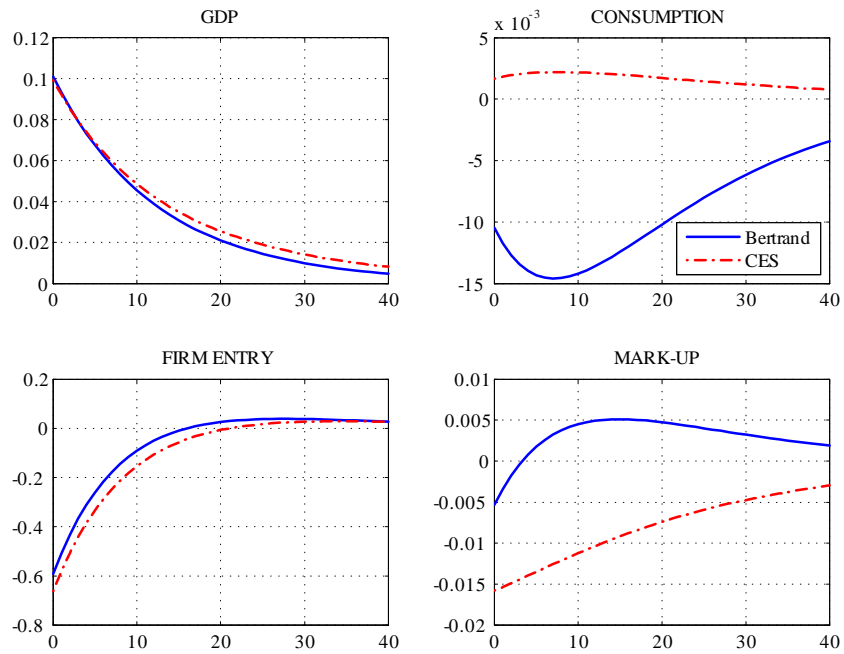 GDP
0.12
0.1
0.08
0.06
0.04
0.02
0
0 10 20 30 40
CONSUMPTION
x 10^-3
5
0
-5
-10
-15
0 10 20 30 40
Bertrand
CES
FIRM ENTRY
0.2
0
-0.2
-0.4
-0.6
-0.8
0 10 20 30 40
MARK-UP
0.01
0.005
0
-0.005
-0.01
-0.015
-0.02
0 10 20 30 40